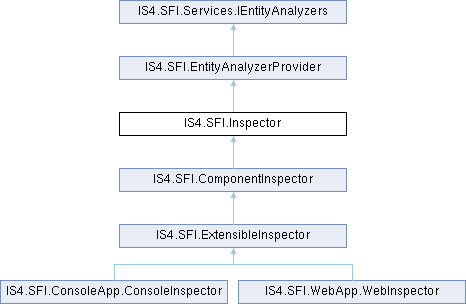 IS4.SFI.Services.IEntityAnalyzers
IS4.SFI.EntityAnalyzerProvider
IS4.SFI.Inspector
IS4.SFI.ComponentInspector
IS4.SFI.ExtensibleInspector
IS4.SFI.ConsoleApp.ConsoleInspector
IS4.SFI.WebApp.WebInspector